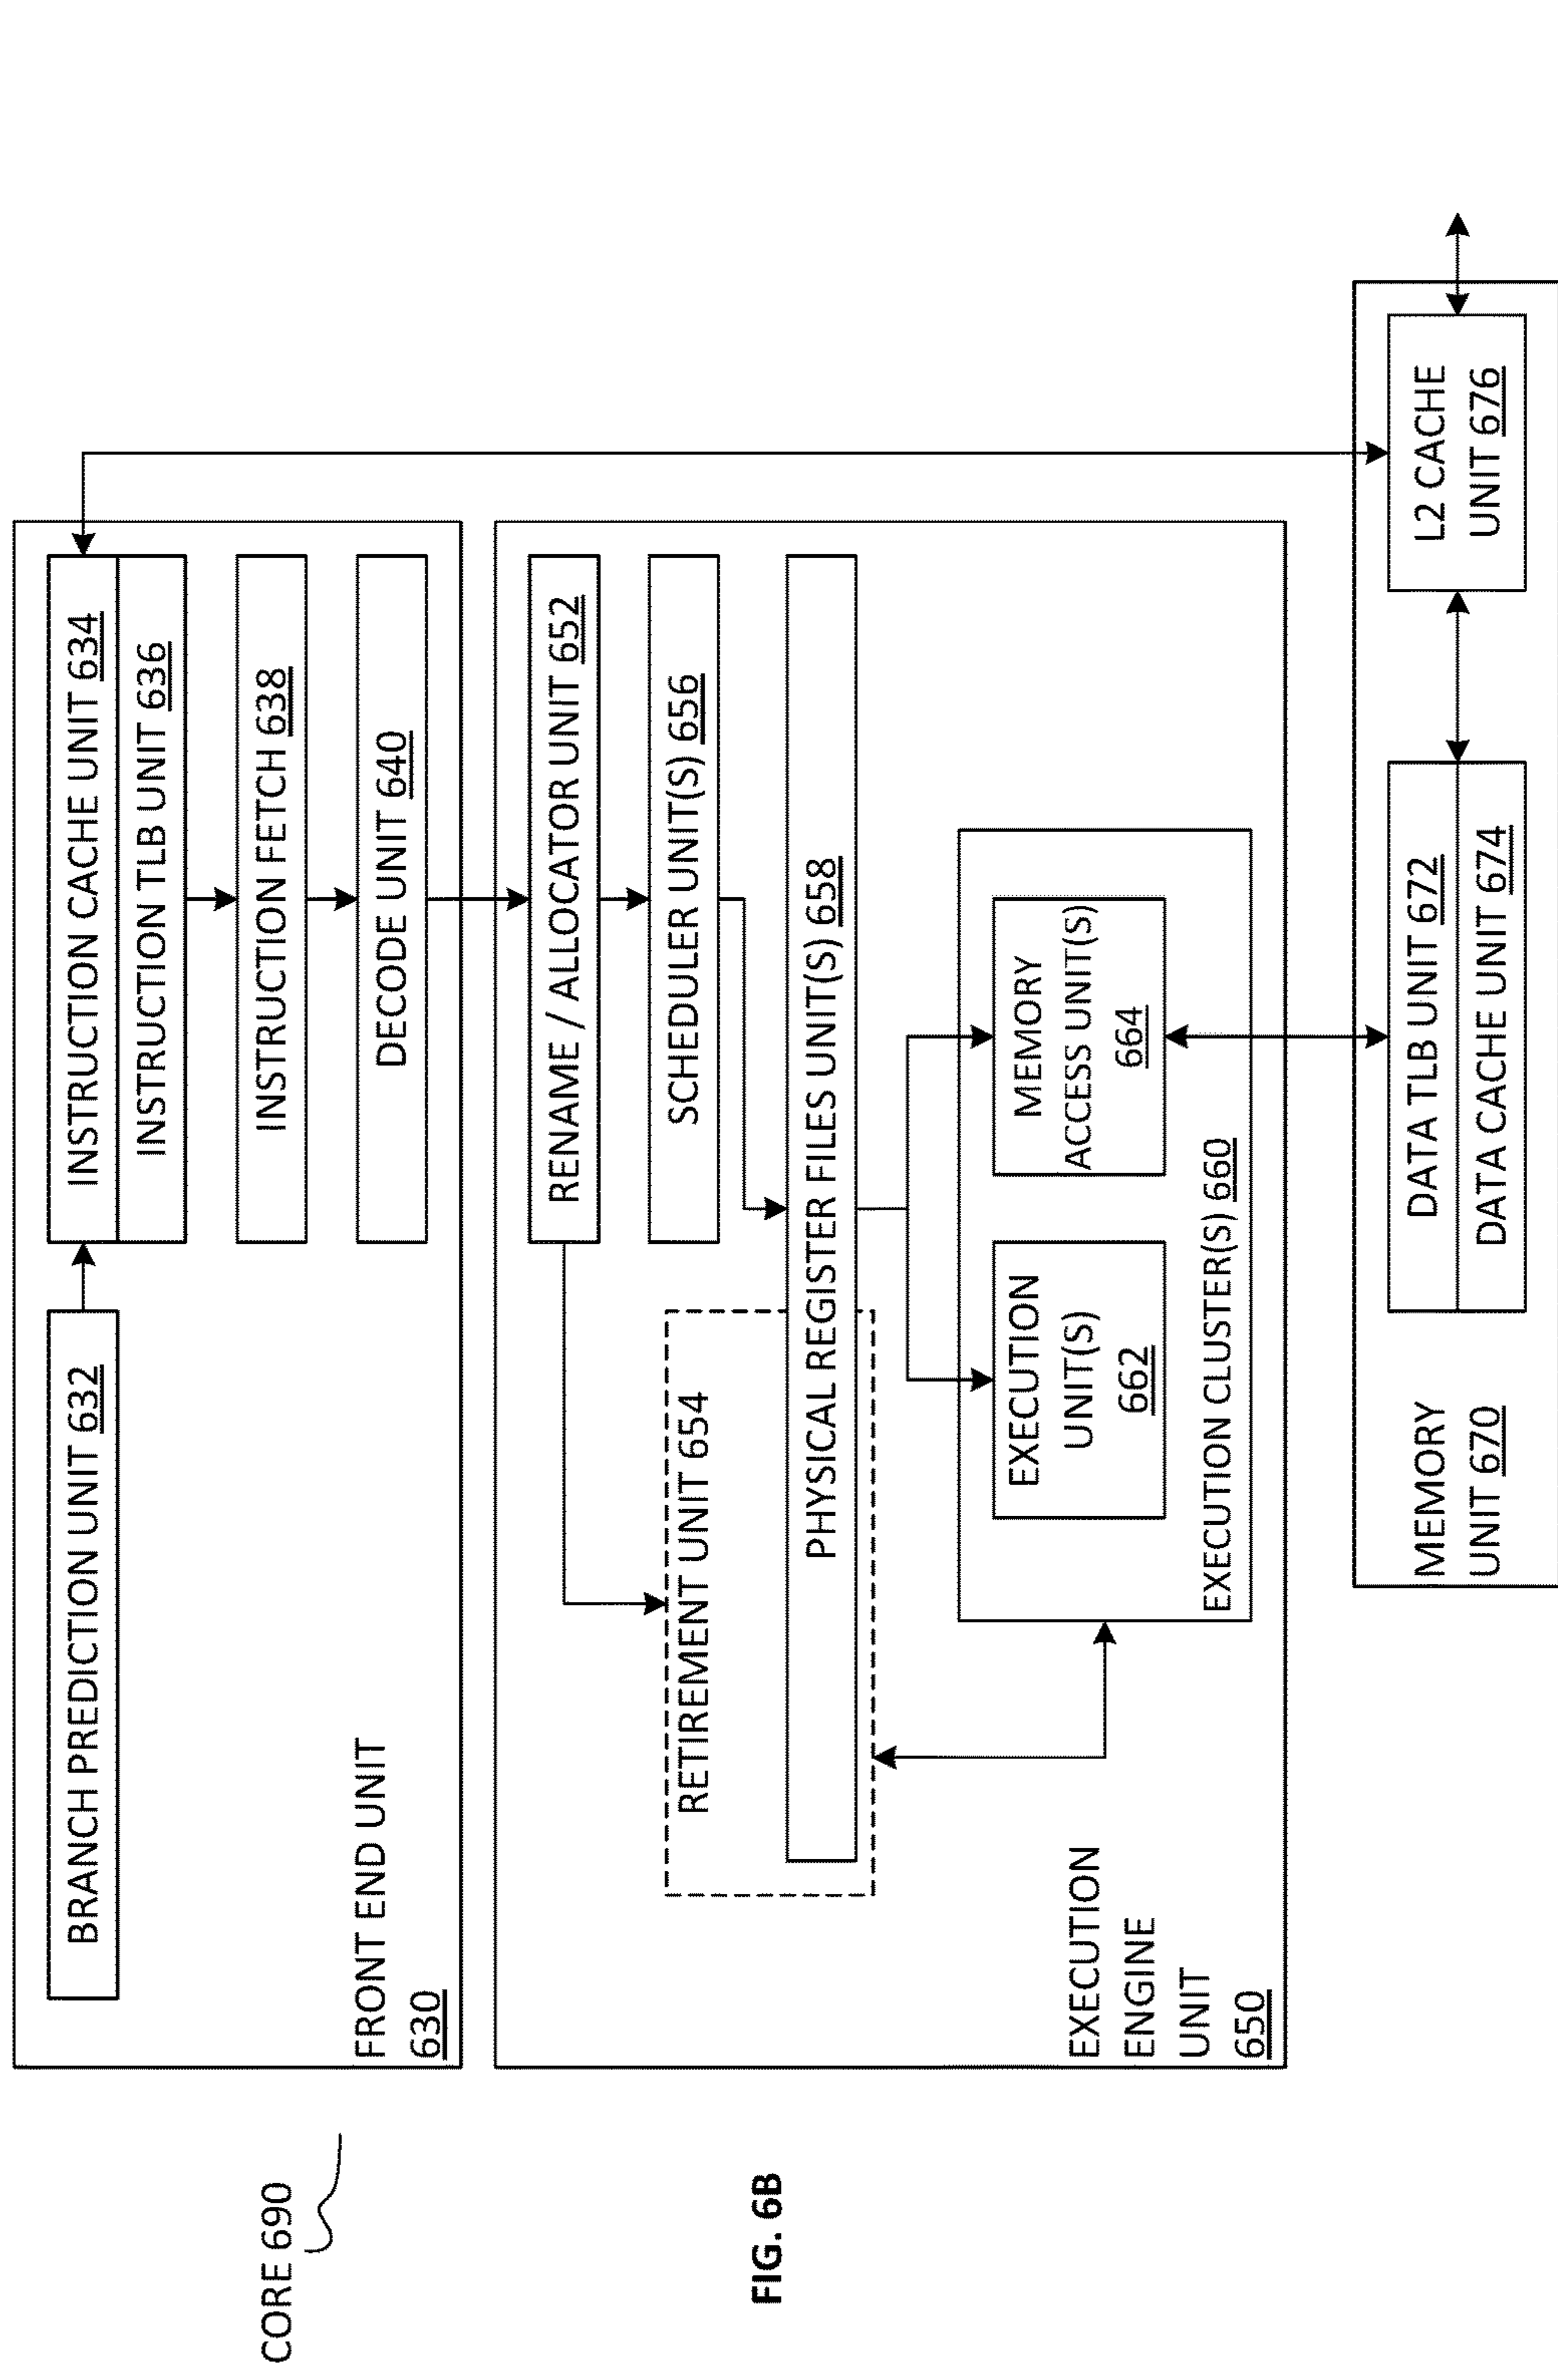 CORE 690
BRANCH PREDICTION UNIT 632
INSTRUCTION CACHE UNIT 634
INSTRUCTION TLB UNIT 636
INSTRUCTION FETCH 638
FRONT END UNIT
630
DECODE UNIT 640
RENAME / ALLOCATOR UNIT 652
SCHEDULER UNIT(S) 656
RETIREMENT UNIT 654
PHYSICAL REGISTER FILES UNIT(S) 658
EXECUTION
UNIT(S)
662
MEMORY
ACCESS UNIT(S)
664
EXECUTION CLUSTER(S) 660
EXECUTION
ENGINE
UNIT
650
MEMORY
UNIT 670
DATA TLB UNIT 672
DATA CACHE UNIT 674
L2 CACHE
UNIT 676
FIG. 6B